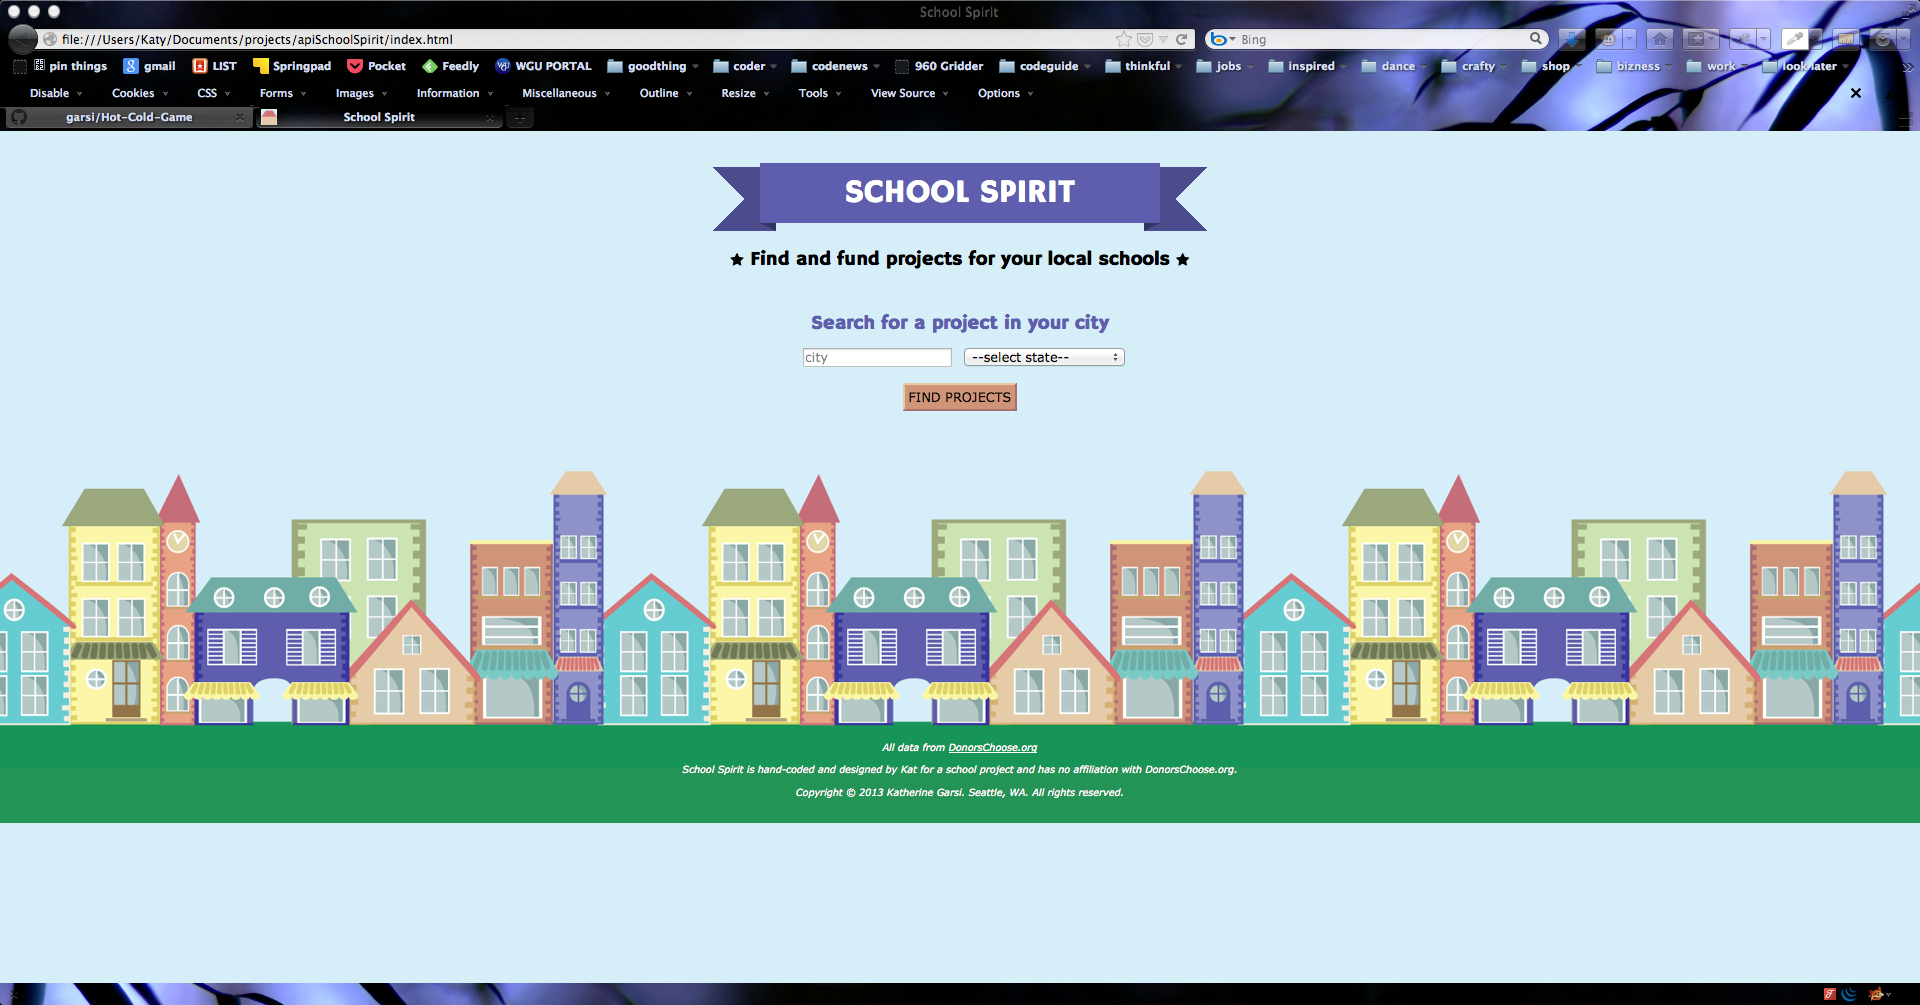 School Spirit
file:///Users/Katy/Documents/projects/apiSchoolSpirit/index.html
Bing
pin things gmail LIST Springpad Pocket Feedly WGU PORTAL goodthing coder codenews 960 Gridder codeguide thinkful jobs inspired dance crafty shop bizness work look later
Disable Cookies CSS Forms Images Information Miscellaneous Outline Resize Tools View Source Options
garsi/Hot-Cold-Game School Spirit
SCHOOL SPIRIT
★ Find and fund projects for your local schools ★
Search for a project in your city
city --select state--
FIND PROJECTS
All data from DonorsChoose.org
School Spirit is hand-coded and designed by Kat for a school project and has no affiliation with DonorsChoose.org.
Copyright © 2013 Katherine Garsi. Seattle, WA. All rights reserved.